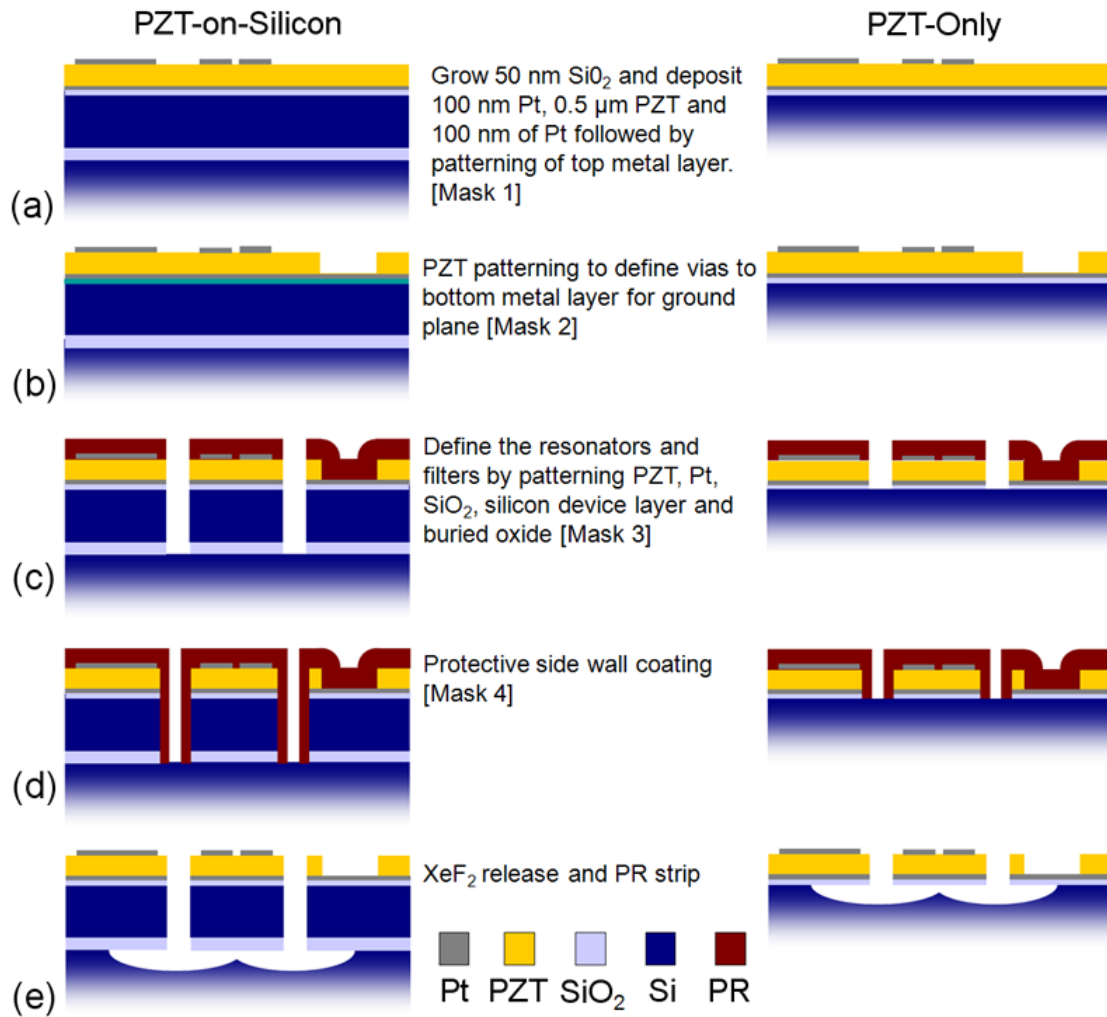 PZT-on-Silicon
PZT-Only
(a)
Grow 50 nm Si0₂ and deposit
100 nm Pt, 0.5 µm PZT and
100 nm of Pt followed by
patterning of top metal layer.
[Mask 1]
(b)
PZT patterning to define vias to
bottom metal layer for ground
plane [Mask 2]
(c)
Define the resonators and
filters by patterning PZT, Pt,
SiO₂, silicon device layer and
buried oxide [Mask 3]
(d)
Protective side wall coating
[Mask 4]
(e)
XeF₂ release and PR strip
Pt PZT SiO₂ Si PR